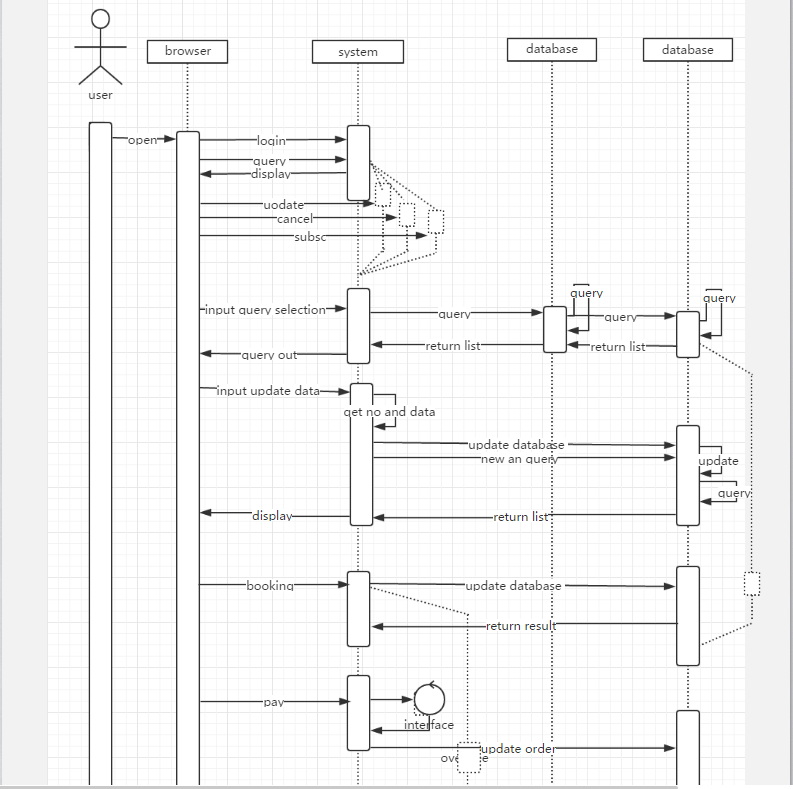 browser
system
database
database
user
open
login
query
display
uodate
cancel
subsc
query
query
input query selection
query
query
return list
return list
query out
input update data
get no and data
update database
new an query
update
query
display
return list
booking
update database
return result
pay
interface
update order